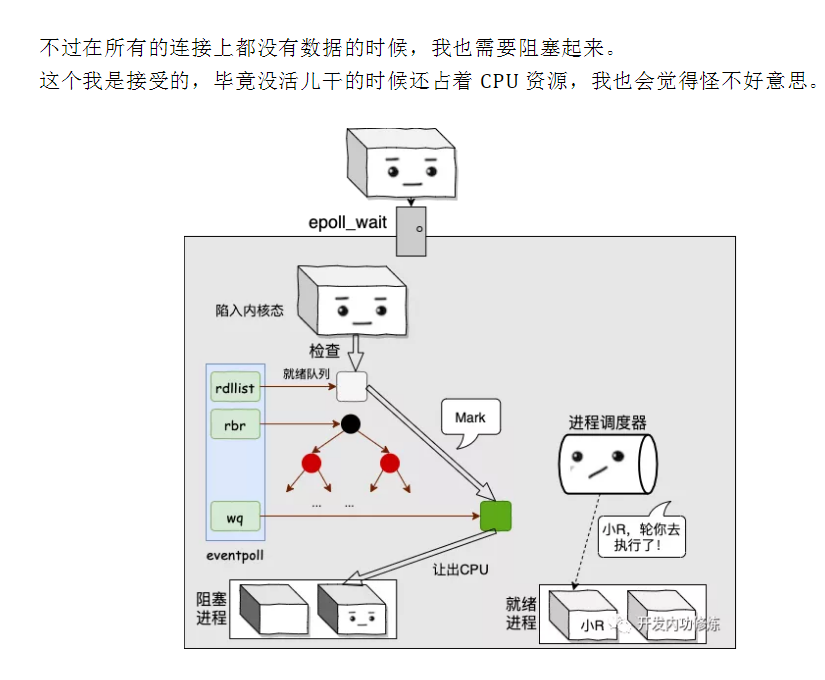 不过在所有的连接上都没有数据的时候，我也需要阻塞起来。
这个我是接受的，毕竟没活儿干的时候还占着 CPU 资源，我也会觉得怪不好意思。
epoll_wait
陷入内核态
检查
就绪队列
rdllist
rbr
Mark
进程调度器
...
...
wq
小R，轮你去
执行了！
eventpoll
让出CPU
阻塞
进程
就绪
进程
小R
开发内功修炼